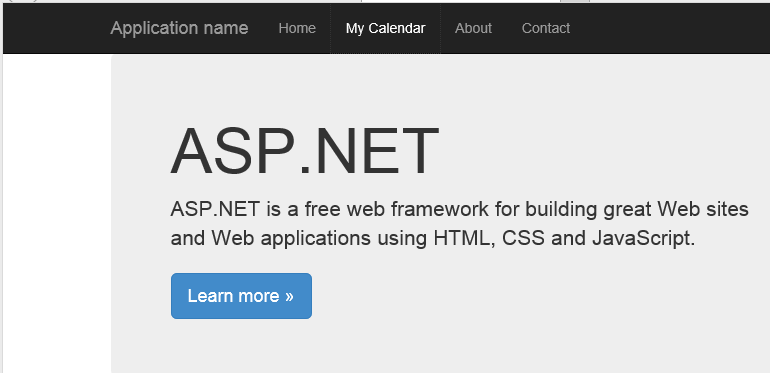 Application name Home My Calendar About Contact
ASP.NET
ASP.NET is a free web framework for building great Web sites
and Web applications using HTML, CSS and JavaScript.
Learn more »